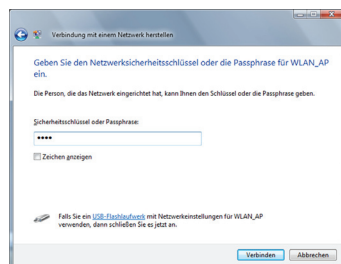 Verbindung mit einem Netzwerk herstellen
Geben Sie den Netzwerksicherheitsschlüssel oder die Passphrase für WLAN_AP
ein.
Die Person, die das Netzwerk eingerichtet hat, kann Ihnen den Schlüssel oder die Passphrase geben.
Sicherheitsschlüssel oder Passphrase:
••••
Zeichen anzeigen
Falls Sie ein USB-Flashlaufwerk mit Netzwerkeinstellungen für WLAN_AP
verwenden, dann schließen Sie es jetzt an.
Verbinden Abbrechen